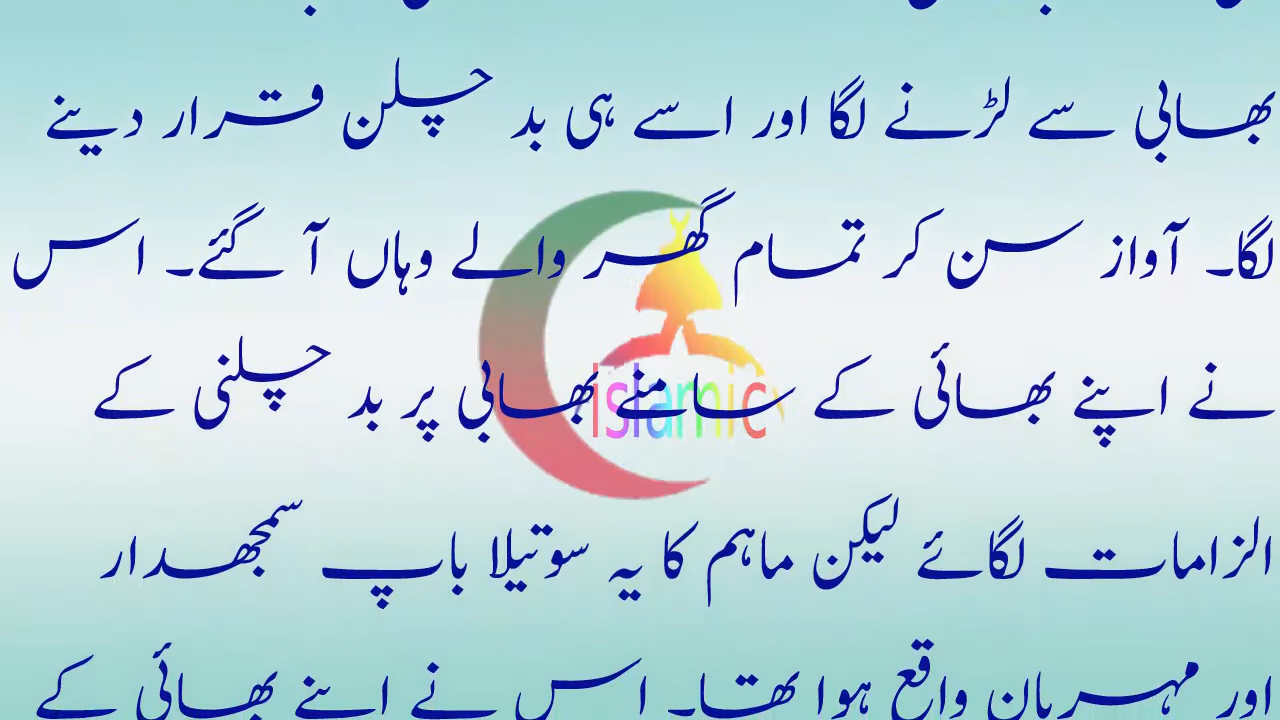 بھابی سے لڑنے لگا اور اسے ہی بد چلن قرار دینے
لگا۔ آواز سن کر تمام گھر والے وہاں آ گئے۔ اس
نے اپنے بھائی کے سامنے بھابی پر بد چلنی کے
islamic
الزامات لگائے لیکن ماہم کا یہ سوتیلا باپ سمجھدار
اور مہربان واقع ہوا تھا۔ اس نے اپنے بھائی کے